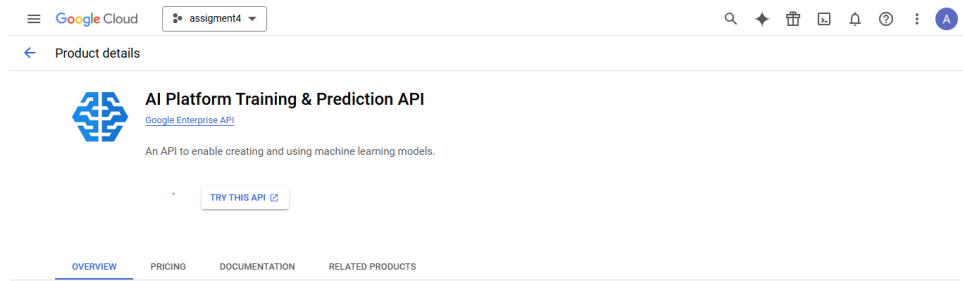 Google Cloud
assigment4
A
Product details
AI Platform Training & Prediction API
Google Enterprise API
An API to enable creating and using machine learning models.
TRY THIS API
OVERVIEW PRICING DOCUMENTATION RELATED PRODUCTS